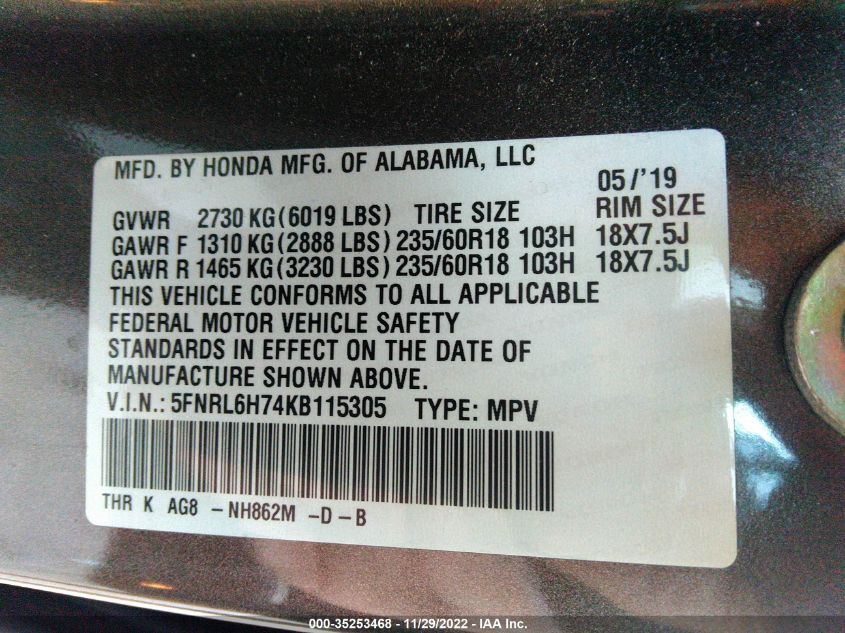 MFD. BY HONDA MFG. OF ALABAMA, LLC
05/'19
GVWR 2730 KG (6019 LBS) TIRE SIZE RIM SIZE
GAWR F 1310 KG (2888 LBS) 235/60R18 103H 18X7.5J
GAWR R 1465 KG (3230 LBS) 235/60R18 103H 18X7.5J
THIS VEHICLE CONFORMS TO ALL APPLICABLE
FEDERAL MOTOR VEHICLE SAFETY
STANDARDS IN EFFECT ON THE DATE OF
MANUFACTURE SHOWN ABOVE.
V.I.N.: 5FNRL6H74KB115305 TYPE: MPV
THR K AG8 -NH862M -D-B
000-35253468 - 11/29/2022 - IAA Inc.